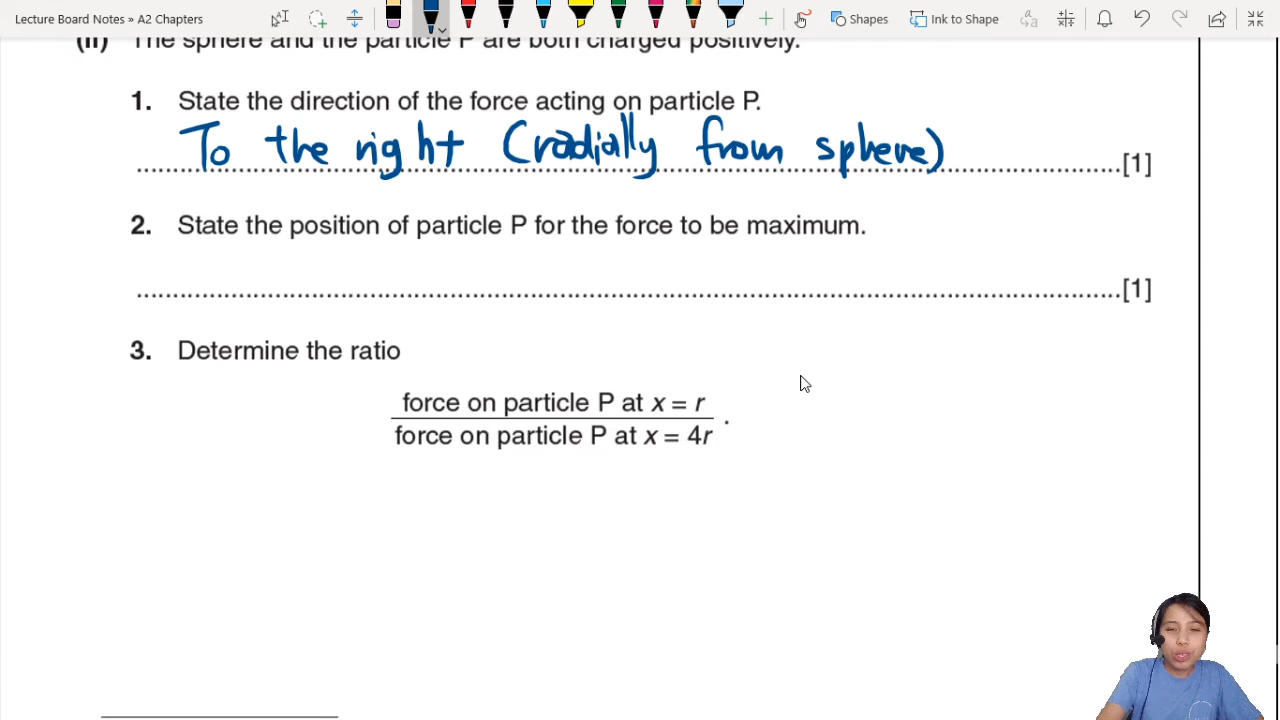 Lecture Board Notes » A2 Chapters
Shapes
Ink to Shape
(ii) The sphere and the particle P are both charged positively.
1. State the direction of the force acting on particle P.
To the right (radially from sphere)
[1]
2. State the position of particle P for the force to be maximum.
[1]
3. Determine the ratio
force on particle P at x = r
force on particle P at x = 4r .